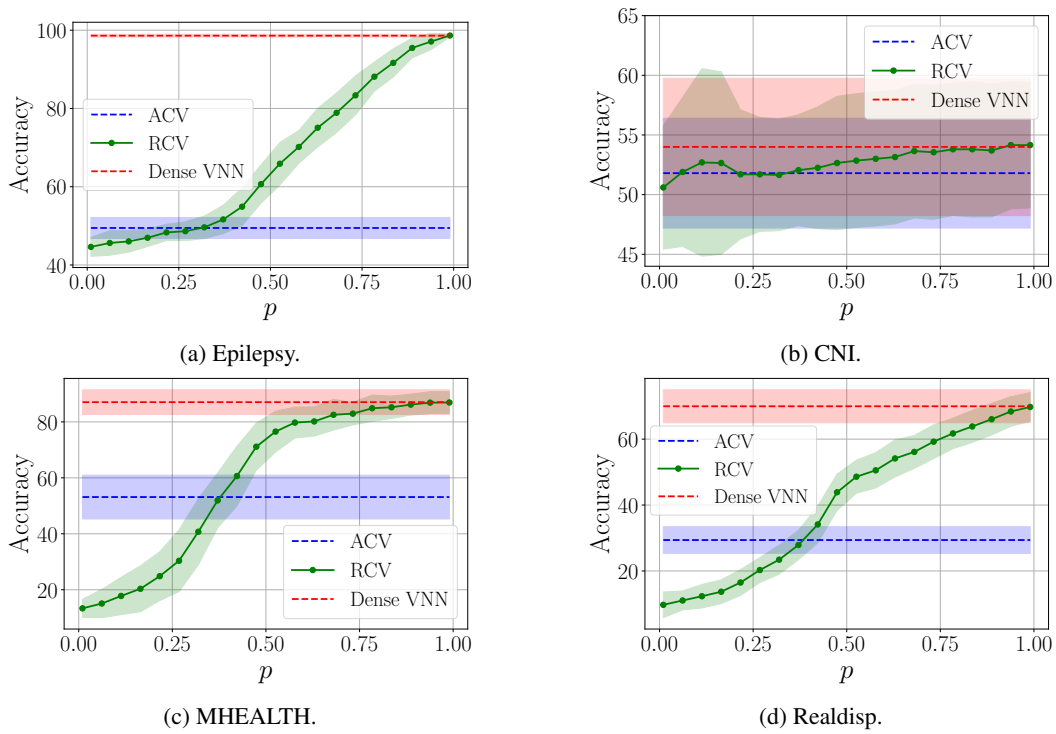 100
80
60
40
Accuracy
ACV
RCV
Dense VNN
0.00 0.25 0.50 0.75 1.00
p
(a) Epilepsy.
65
60
55
50
45
Accuracy
ACV
RCV
Dense VNN
0.00 0.25 0.50 0.75 1.00
p
(b) CNI.
80
60
40
20
Accuracy
ACV
RCV
Dense VNN
0.00 0.25 0.50 0.75 1.00
p
(c) MHEALTH.
60
40
20
Accuracy
ACV
RCV
Dense VNN
0.00 0.25 0.50 0.75 1.00
p
(d) Realdisp.